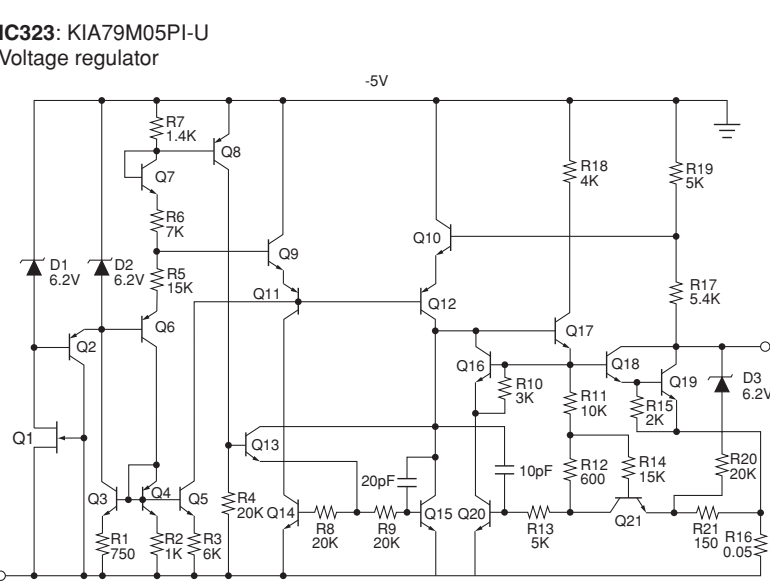 IC323: KIA79M05PI-U
Voltage regulator
-5V
R7
1.4K
Q8
Q7
R18
4K
R19
5K
R6
7K
Q10
Q9
D1
6.2V
D2
6.2V
R5
15K
R17
5.4K
Q11
Q12
Q6
Q17
Q2
Q16
Q18
Q19
D3
6.2V
R10
3K
R11
10K
R15
2K
Q1
Q13
R20
20K
20pF
10pF
R12
600
R14
15K
Q3
Q4
Q5
R4
20K
Q14
Q15
Q20
Q21
R8
20K
R9
20K
R13
5K
R21
150
R16
0.05
R1
750
R2
1K
R3
6K